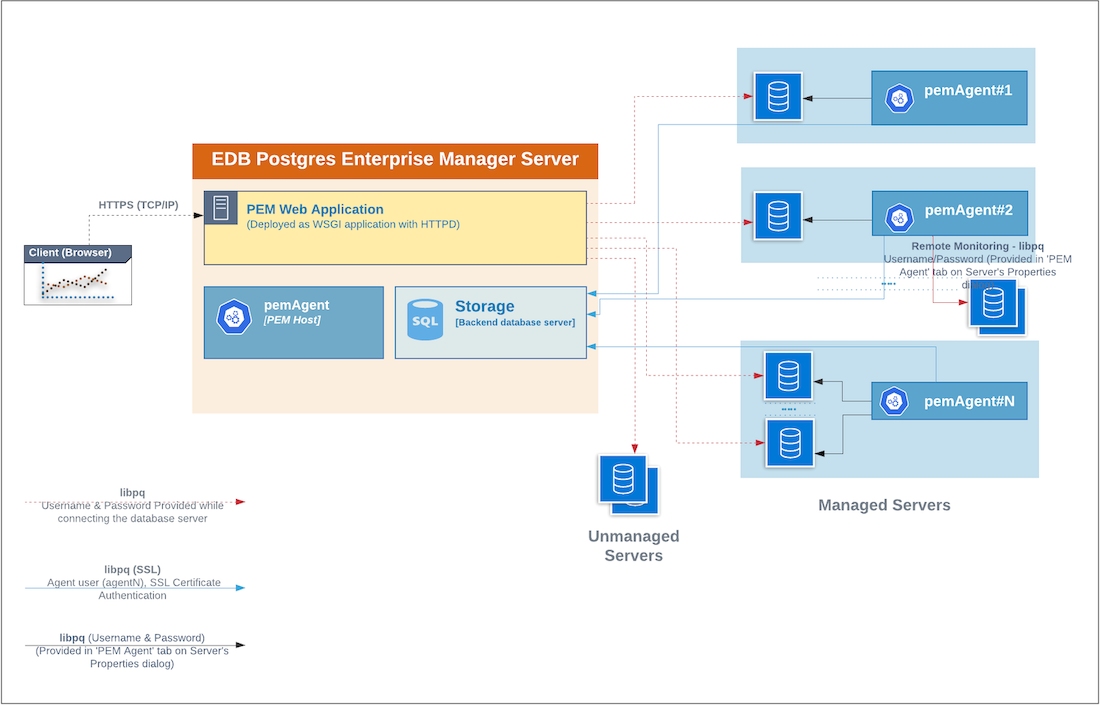 pemAgent#1
EDB Postgres Enterprise Manager Server
HTTPS (TCP/IP)
PEM Web Application
(Deployed as WSGI application with HTTPD)
pemAgent#2
Client (Browser)
Remote Monitoring - libpq
Username/Password (Provided in 'PEM
Agent' tab on Server's Properties
pemAgent
[PEM Host]
SQL
Storage
[Backend database server]
pemAgent#N
Managed Servers
Unmanaged
Servers
libpq
Username & Password Provided while
connecting the database server
libpq (SSL)
Agent user (agentN), SSL Certificate
Authentication
libpq (Username & Password)
(Provided in 'PEM Agent' tab on Server's
Properties dialog)